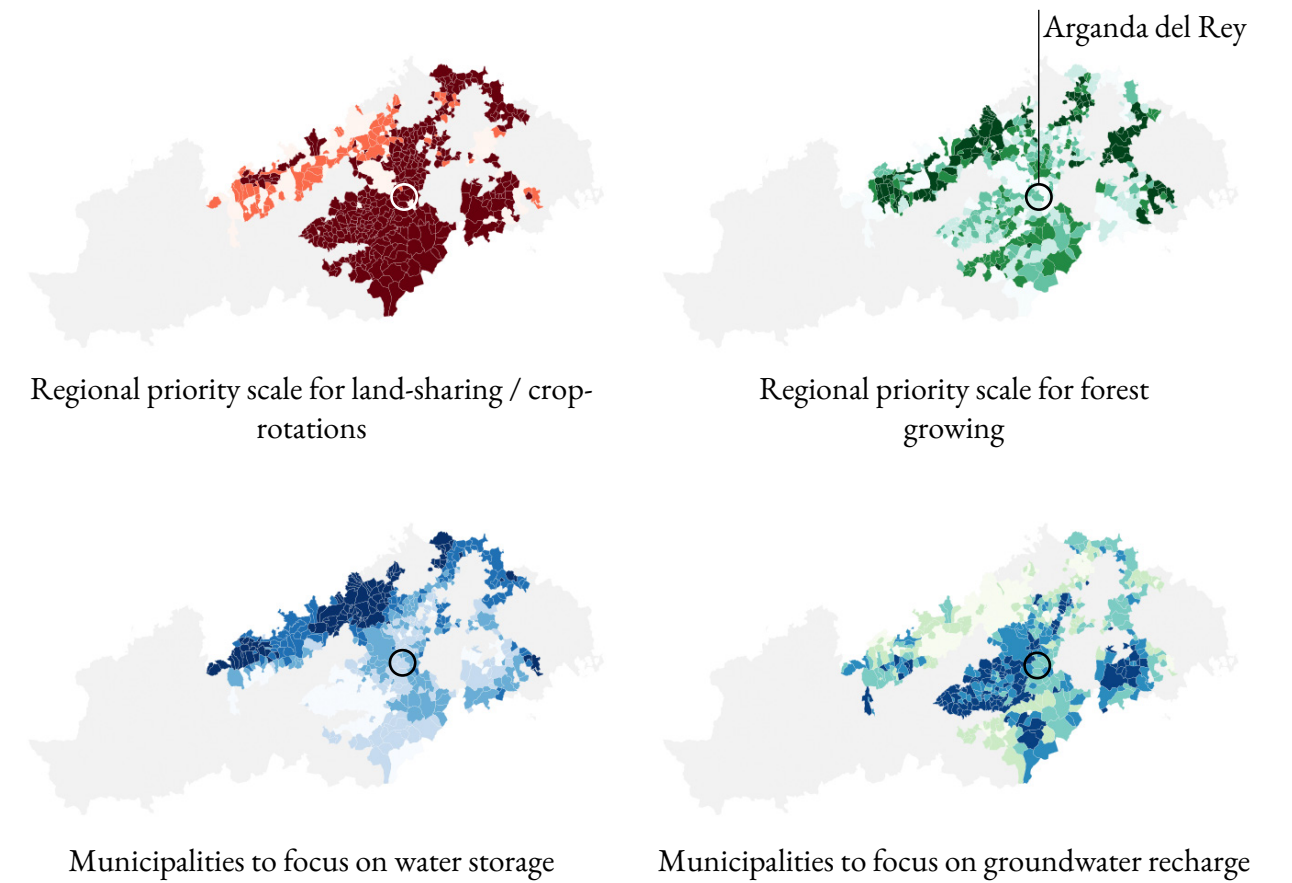 Arganda del Rey
Regional priority scale for land-sharing / crop-
rotations
Regional priority scale for forest
growing
Municipalities to focus on water storage
Municipalities to focus on groundwater recharge